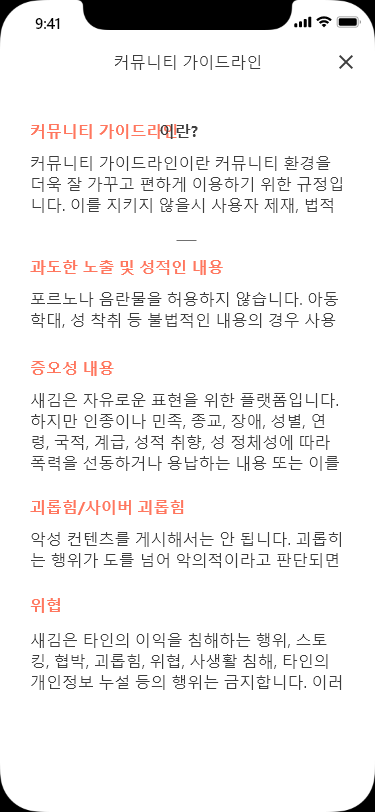 9:41
커뮤니티 가이드라인
커뮤니티 가이드라인이란?
커뮤니티 가이드라인이란 커뮤니티 환경을
더욱 잘 가꾸고 편하게 이용하기 위한 규정입
니다. 이를 지키지 않을시 사용자 제재, 법적
과도한 노출 및 성적인 내용
포르노나 음란물을 허용하지 않습니다. 아동
학대, 성 착취 등 불법적인 내용의 경우 사용
증오성 내용
새김은 자유로운 표현을 위한 플랫폼입니다.
하지만 인종이나 민족, 종교, 장애, 성별, 연
령, 국적, 계급, 성적 취향, 성 정체성에 따라
폭력을 선동하거나 용납하는 내용 또는 이를
괴롭힘/사이버 괴롭힘
악성 컨텐츠를 게시해서는 안 됩니다. 괴롭히
는 행위가 도를 넘어 악의적이라고 판단되면
위협
새김은 타인의 이익을 침해하는 행위, 스토
킹, 협박, 괴롭힘, 위협, 사생활 침해, 타인의
개인정보 누설 등의 행위는 금지합니다. 이러